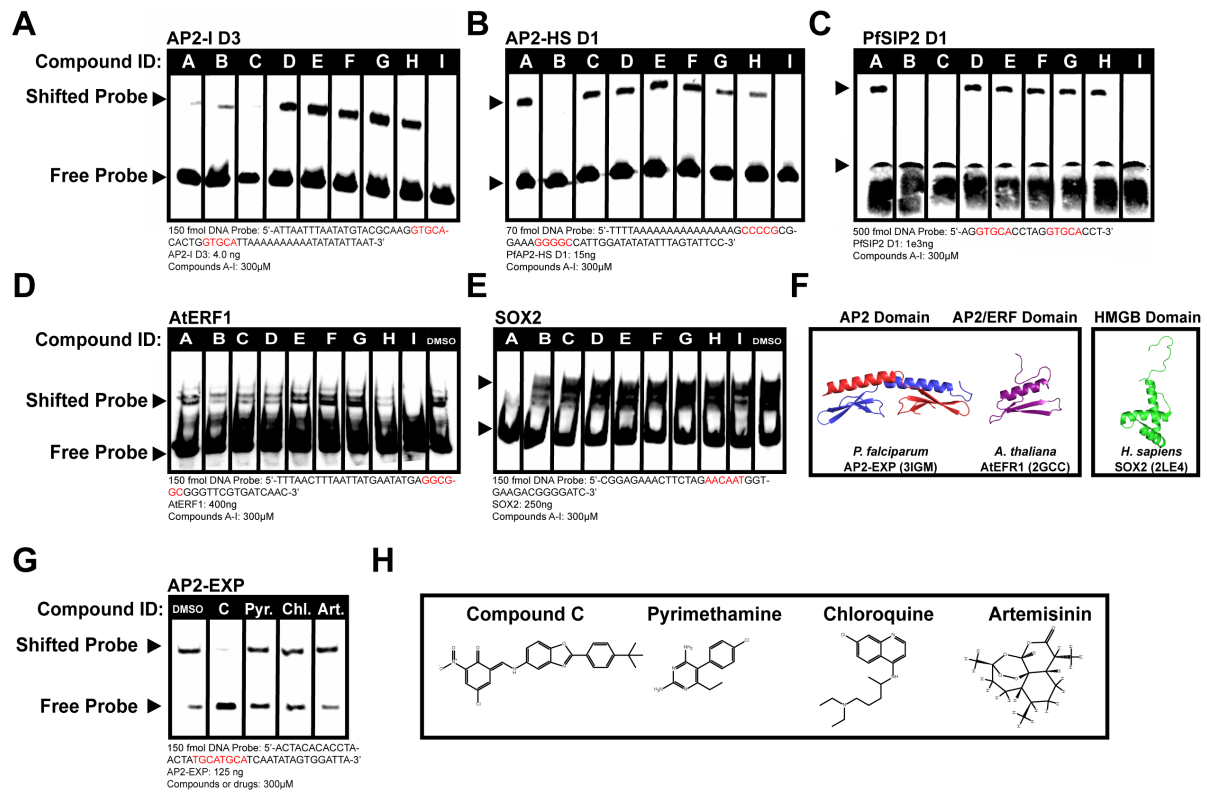 A
AP2-I D3
Compound ID: A B C D E F G H I
Shifted Probe
Free Probe
150 fmol DNA Probe: 5'-ATTAATTTAATATGTACGCAAGGTGCA-
CACTGGTGCATTAAAAAAAAAATATATATTAAT-3'
AP2-I D3: 4.0 ng
Compounds A-I: 300µM
B
AP2-HS D1
A B C D E F G H I
70 fmol DNA Probe: 5'-TTTTAAAAAAAAAAAAAAAAGCCCCGCG-
GAAAGGGGCCATTGGATATATATTTAGTATTCC-3'
PfAP2-HS D1: 15ng
Compounds A-I: 300µM
C
PfSIP2 D1
A B C D E F G H I
500 fmol DNA Probe: 5'-AGGTGCACCTAGGTGCACCT-3'
PfSIP2 D1: 1e3ng
Compounds A-I: 300µM
D
AtERF1
Compound ID: A B C D E F G H I DMSO
Shifted Probe
Free Probe
150 fmol DNA Probe: 5'-TTTAACTTTAATTATGAATATGAGGCG-
GCGGGTTCGTGATCAAC-3'
AtERF1: 400ng
Compounds A-I: 300µM
E
SOX2
A B C D E F G H I DMSO
150 fmol DNA Probe: 5'-CGGAGAAACTTCTAGAACAATGGT-
GAAGACGGGGATC-3'
SOX2: 250ng
Compounds A-I: 300µM
F
AP2 Domain AP2/ERF Domain HMGB Domain
P. falciparum
AP2-EXP (3IGM)
A. thaliana
AtEFR1 (2GCC)
H. sapiens
SOX2 (2LE4)
G
AP2-EXP
Compound ID: DMSO C Pyr. Chl. Art.
Shifted Probe
Free Probe
150 fmol DNA Probe: 5'-ACTACACACCTA-
ACTATGCATGCATCAATATAGTGGATTA-3'
AP2-EXP: 125 ng
Compounds or drugs: 300µM
H
Compound C Pyrimethamine Chloroquine Artemisinin